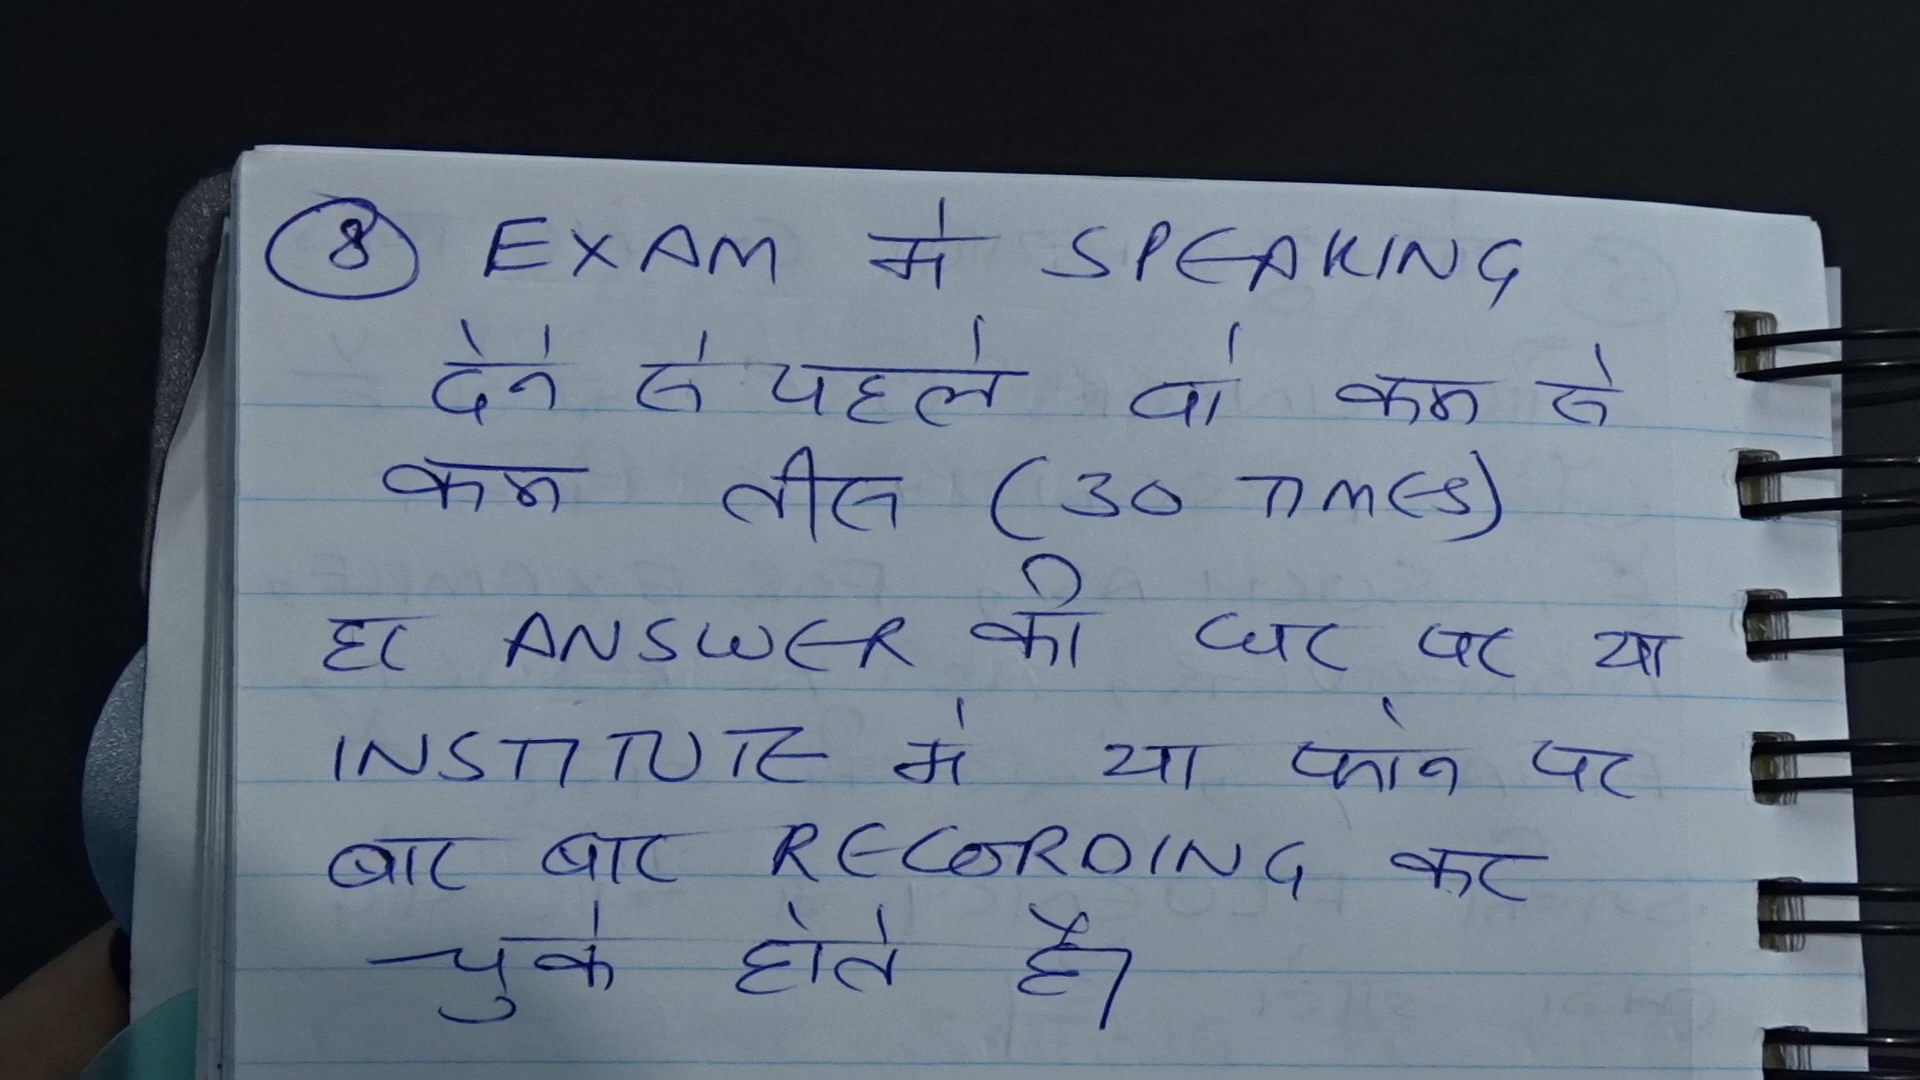 8 EXAM में SPEAKING
देने से पहले वो कम से
कम तीस (30 TIMES)
हर ANSWER की घर पर या
INSTITUTE में या फोन पर
बार बार RECORDING कर
चुके होते है।